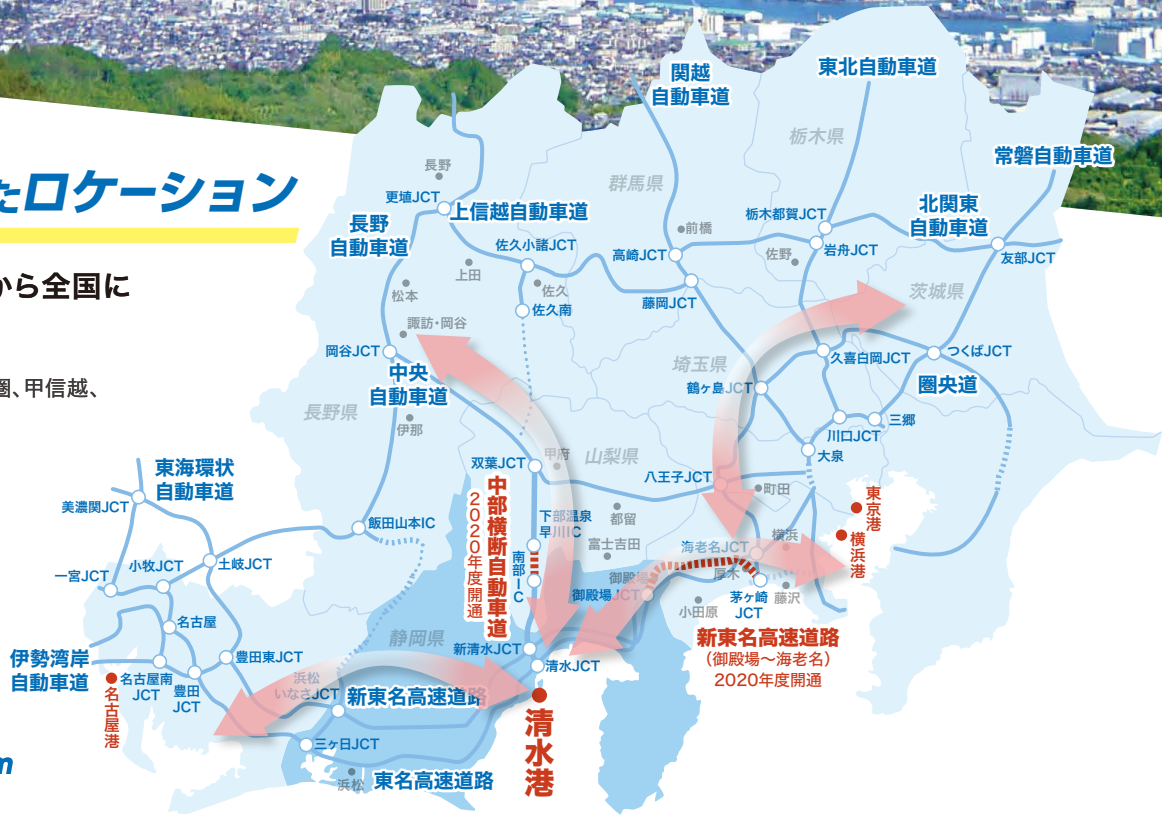 たロケーション
から全国に
圏、甲信越、
m
関越
自動車道
東北自動車道
常磐自動車道
北関東
自動車道
栃木県
群馬県
茨城県
埼玉県
長野県
山梨県
静岡県
長野
更埴JCT
上信越自動車道
長野
自動車道
佐久小諸JCT
上田
佐久
佐久南
松本
諏訪・岡谷
岡谷JCT
中央
自動車道
伊那
前橋
高崎JCT
藤岡JCT
栃木都賀JCT
岩舟JCT
佐野
友部JCT
久喜白岡JCT
つくばJCT
圏央道
鶴ヶ島JCT
川口JCT
三郷
大泉
八王子JCT
町田
東京港
横浜港
横浜
海老名JCT
厚木
茅ヶ崎
JCT
藤沢
小田原
御殿場
御殿場JCT
富士吉田
都留
甲府
双葉JCT
中部横断自動車道
2020年度開通
下部温泉
早川IC
南部IC
新清水JCT
清水JCT
清水港
新東名高速道路
(御殿場〜海老名)
2020年度開通
東海環状
自動車道
美濃関JCT
飯田山本IC
一宮JCT
小牧JCT
土岐JCT
名古屋
伊勢湾岸
自動車道
名古屋港
名古屋南
JCT
豊田
JCT
豊田東JCT
浜松
いなさJCT
新東名高速道路
三ヶ日JCT
浜松
東名高速道路